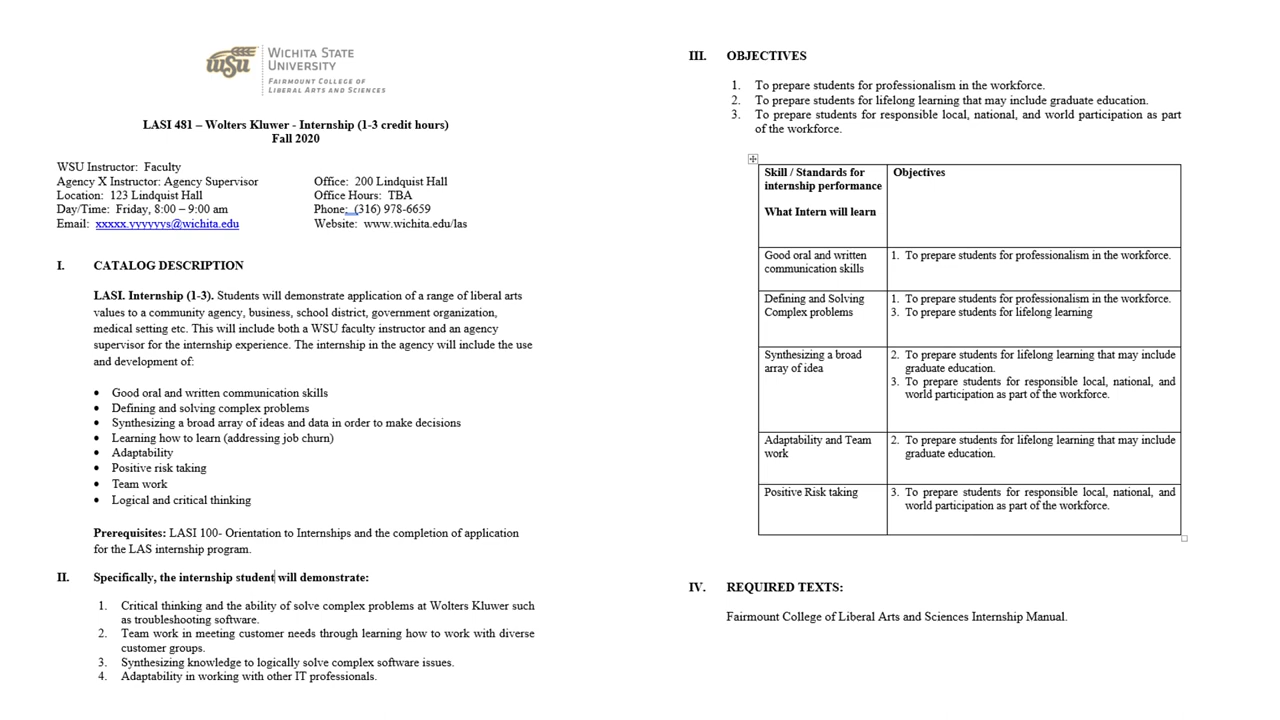 WICHITA STATE
UNIVERSITY
FAIRMOUNT COLLEGE OF
LIBERAL ARTS AND SCIENCES
wsu
LASI 481 – Wolters Kluwer - Internship (1-3 credit hours)
Fall 2020
WSU Instructor: Faculty
Agency X Instructor: Agency Supervisor Office: 200 Lindquist Hall
Location: 123 Lindquist Hall Office Hours: TBA
Day/Time: Friday, 8:00 – 9:00 am Phone: (316) 978-6659
Email: xxxxx.yyyyyys@wichita.edu Website: www.wichita.edu/las
I. CATALOG DESCRIPTION
LASI. Internship (1-3). Students will demonstrate application of a range of liberal arts
values to a community agency, business, school district, government organization,
medical setting etc. This will include both a WSU faculty instructor and an agency
supervisor for the internship experience. The internship in the agency will include the use
and development of:
• Good oral and written communication skills
• Defining and solving complex problems
• Synthesizing a broad array of ideas and data in order to make decisions
• Learning how to learn (addressing job churn)
• Adaptability
• Positive risk taking
• Team work
• Logical and critical thinking
Prerequisites: LASI 100- Orientation to Internships and the completion of application
for the LAS internship program.
II. Specifically, the internship student will demonstrate:
1. Critical thinking and the ability of solve complex problems at Wolters Kluwer such
as troubleshooting software.
2. Team work in meeting customer needs through learning how to work with diverse
customer groups.
3. Synthesizing knowledge to logically solve complex software issues.
4. Adaptability in working with other IT professionals.
III. OBJECTIVES
1. To prepare students for professionalism in the workforce.
2. To prepare students for lifelong learning that may include graduate education.
3. To prepare students for responsible local, national, and world participation as part
of the workforce.
Skill / Standards for
internship performance
What Intern will learn
Objectives
Good oral and written
communication skills
1. To prepare students for professionalism in the workforce.
Defining and Solving
Complex problems
1. To prepare students for professionalism in the workforce.
3. To prepare students for lifelong learning
Synthesizing a broad
array of idea
2. To prepare students for lifelong learning that may include
graduate education.
3. To prepare students for responsible local, national, and
world participation as part of the workforce.
Adaptability and Team
work
2. To prepare students for lifelong learning that may include
graduate education.
Positive Risk taking
3. To prepare students for responsible local, national, and
world participation as part of the workforce.
IV. REQUIRED TEXTS:
Fairmount College of Liberal Arts and Sciences Internship Manual.